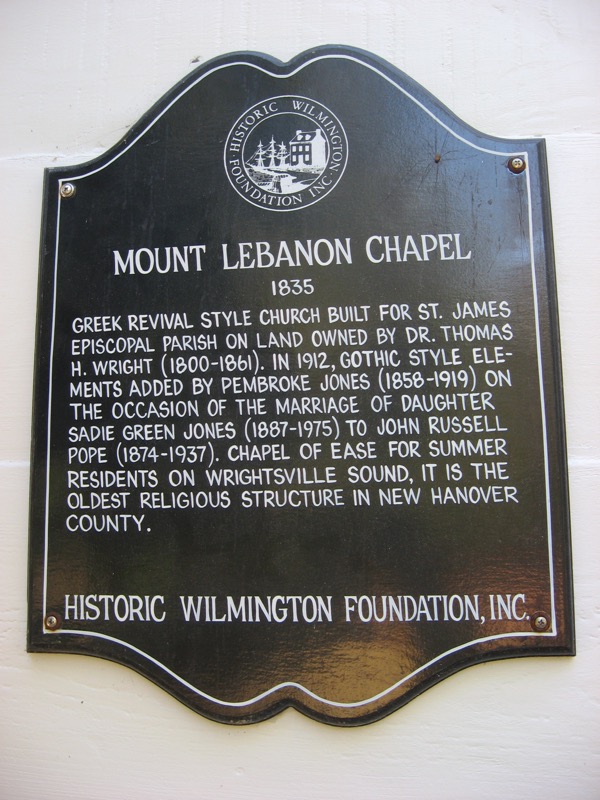 HISTORIC WILMINGTON
FOUNDATION INC.
MOUNT LEBANON CHAPEL
1835
GREEK REVIVAL STYLE CHURCH BUILT FOR ST. JAMES
EPISCOPAL PARISH ON LAND OWNED BY DR. THOMAS
H. WRIGHT (1800-1861). IN 1912, GOTHIC STYLE ELE-
MENTS ADDED BY PEMBROKE JONES (1858-1919) ON
THE OCCASION OF THE MARRIAGE OF DAUGHTER
SADIE GREEN JONES (1887-1975) TO JOHN RUSSELL
POPE (1874-1937). CHAPEL OF EASE FOR SUMMER
RESIDENTS ON WRIGHTSVILLE SOUND, IT IS THE
OLDEST RELIGIOUS STRUCTURE IN NEW HANOVER
COUNTY.
HISTORIC WILMINGTON FOUNDATION, INC.